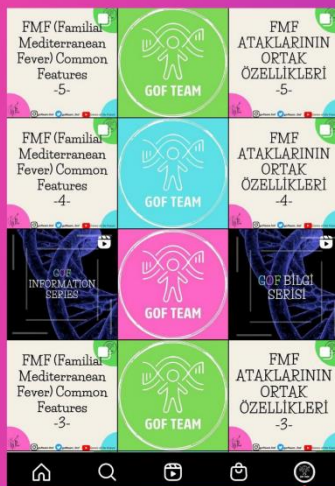 FMF (Familial
Mediterranean
Fever) Common
Features
-5-
GOF TEAM
FMF
ATAKLARININ
ORTAK
ÖZELLİKLERİ
-5-
FMF (Familial
Mediterranean
Fever) Common
Features
-4-
GOF TEAM
FMF
ATAKLARININ
ORTAK
ÖZELLİKLERİ
-4-
GOF
INFORMATION
SERIES
GOF TEAM
GOF BİLGİ
SERİSİ
FMF (Familial
Mediterranean
Fever) Common
Features
-3-
GOF TEAM
FMF
ATAKLARININ
ORTAK
ÖZELLİKLERİ
-3-